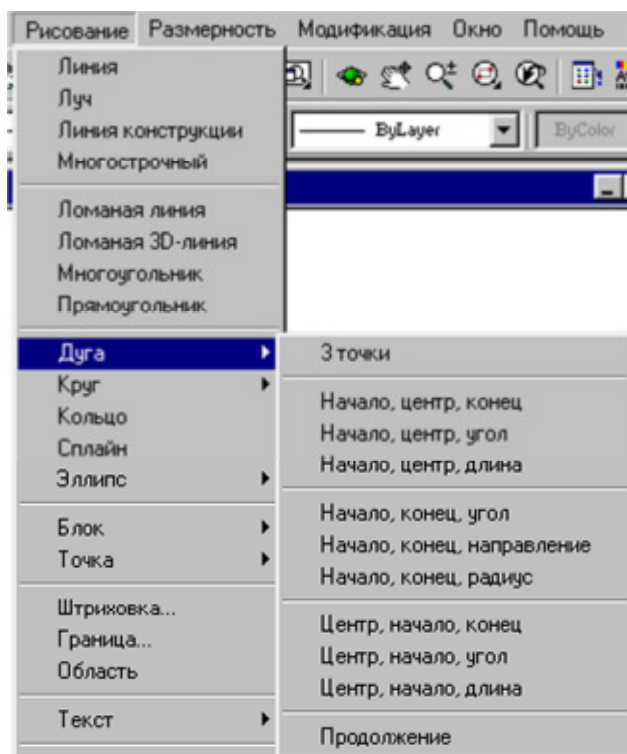 Рисование Размерность Модификация Окно Помощь
ByLayer
ByColor
Линия
Луч
Линия конструкции
Многострочный
Ломаная линия
Ломаная 3D-линия
Многоугольник
Прямоугольник
Дуга
Круг
Кольцо
Сплайн
Эллипс
Блок
Точка
Штриховка...
Граница...
Область
Текст
3 точки
Начало, центр, конец
Начало, центр, угол
Начало, центр, длина
Начало, конец, угол
Начало, конец, направление
Начало, конец, радиус
Центр, начало, конец
Центр, начало, угол
Центр, начало, длина
Продолжение